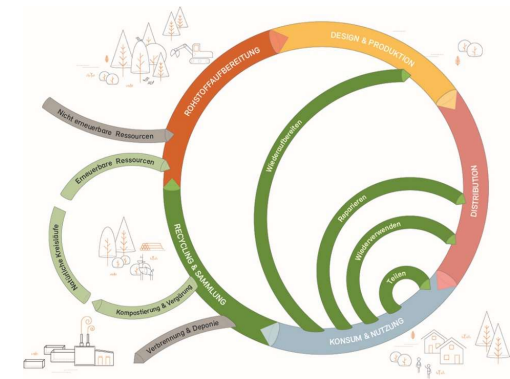 DESIGN & PRODUKTION
ROHSTOFFAUFBEREITUNG
Nicht erneuerbare Ressourcen
Wiederaufbereiten
Erneuerbare Ressourcen
Reparieren
DISTRIBUTION
Wiederverwenden
Natürliche Kreisläufe
RECYCLING & SAMMLUNG
Teilen
Kompostierung & Vergärung
Verbrennung & Deponie
KONSUM & NUTZUNG